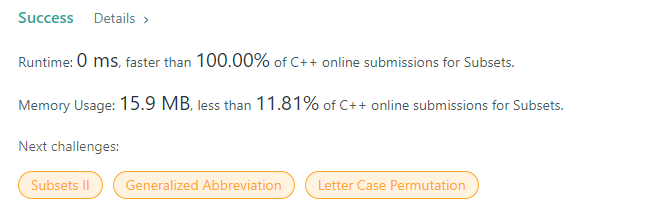 Success Details ›
Runtime: 0 ms, faster than 100.00% of C++ online submissions for Subsets.
Memory Usage: 15.9 MB, less than 11.81% of C++ online submissions for Subsets.
Next challenges:
Subsets II Generalized Abbreviation Letter Case Permutation